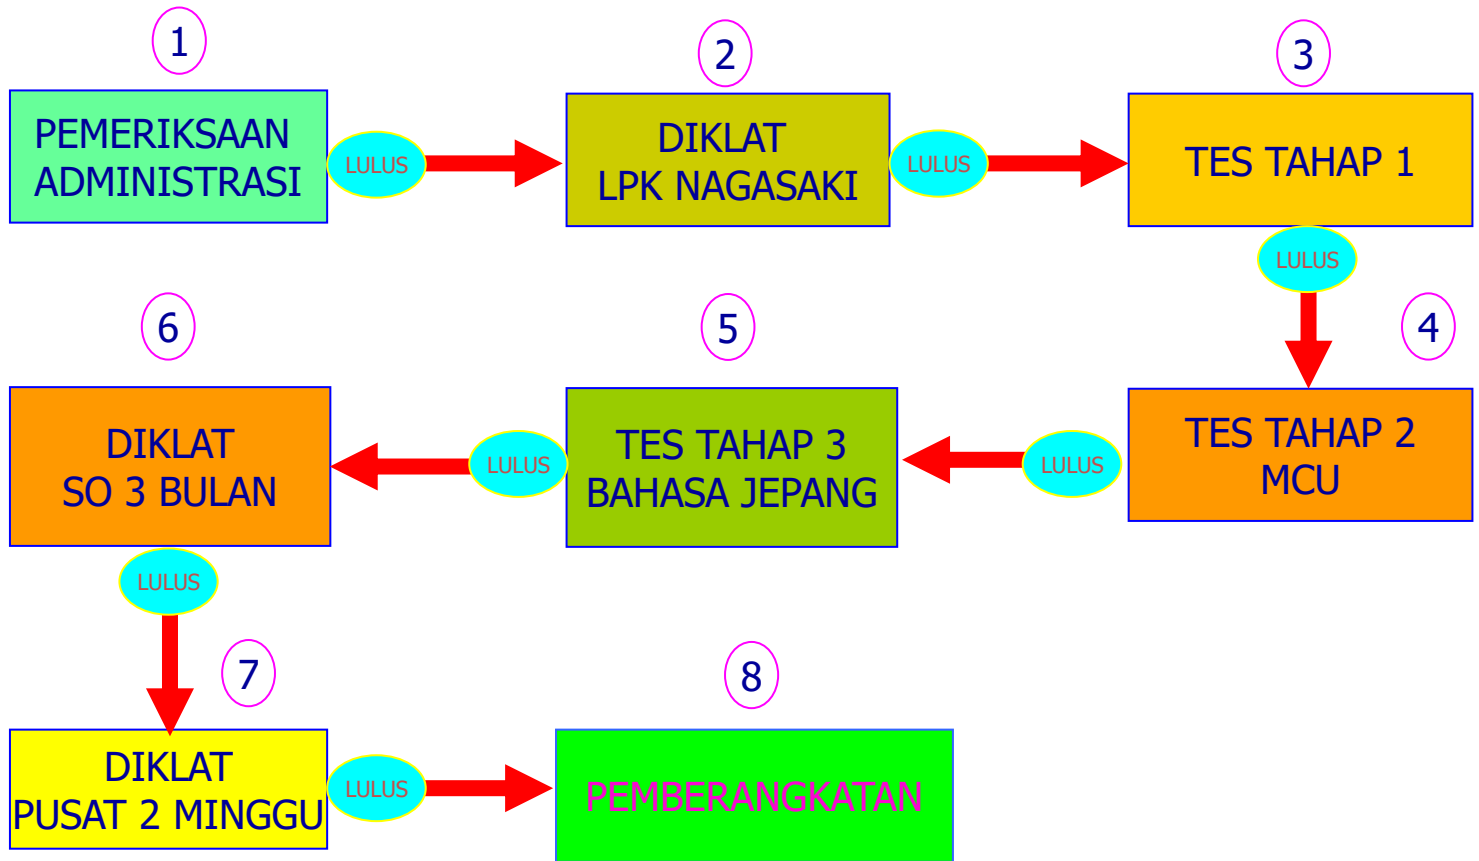 1
PEMERIKSAAN
ADMINISTRASI
LULUS
2
DIKLAT
LPK NAGASAKI
LULUS
3
TES TAHAP 1
LULUS
4
TES TAHAP 2
MCU
LULUS
5
TES TAHAP 3
BAHASA JEPANG
LULUS
6
DIKLAT
SO 3 BULAN
LULUS
7
DIKLAT
PUSAT 2 MINGGU
LULUS
8
PEMBERANGKATAN